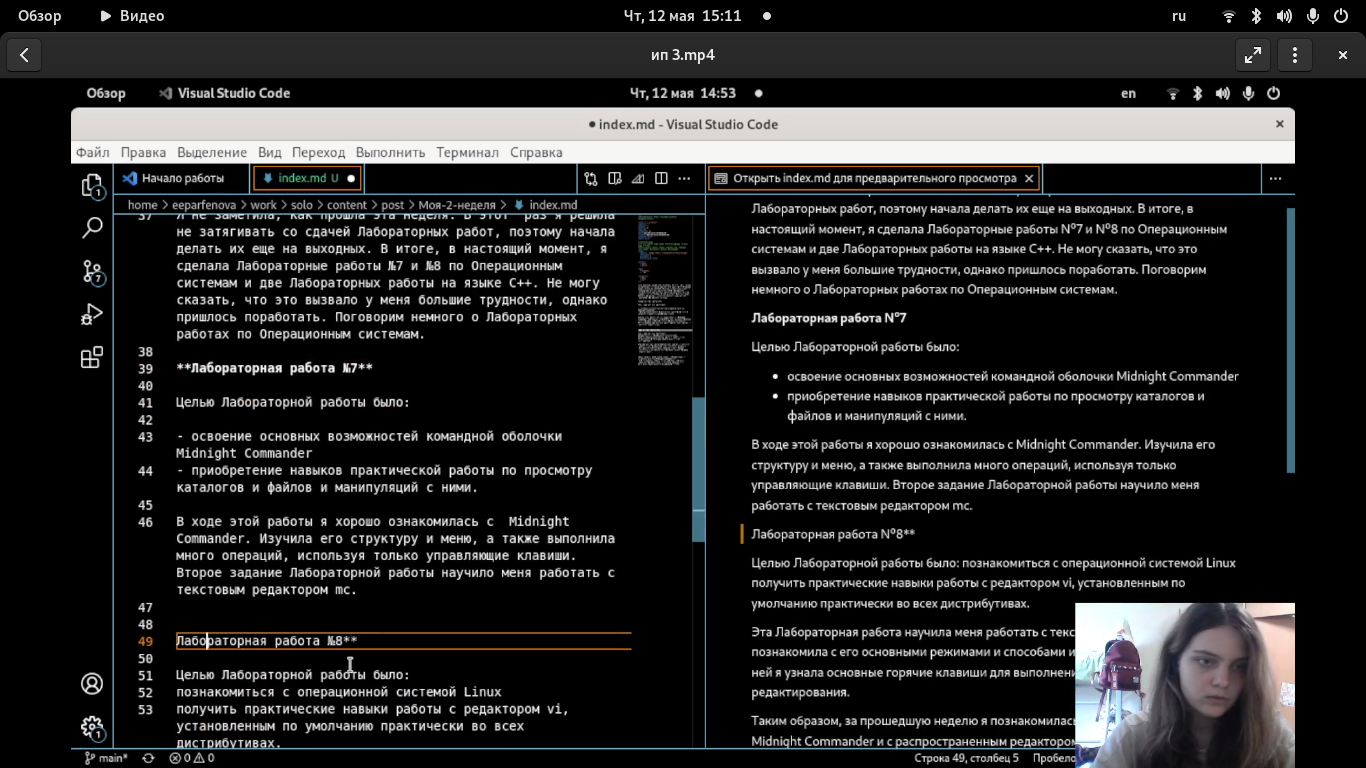 Обзор Видео Чт, 12 мая 15:11 ru
ип 3.mp4
Обзор Visual Studio Code Чт, 12 мая 14:53 en
index.md - Visual Studio Code
Файл Правка Выделение Вид Переход Выполнить Терминал Справка
Начало работы index.md U
home > eeparfenova > work > solo > content > post > Моя-2-неделя > index.md
37 Я не заметила, как прошла эта неделя. В этот раз я решила
не затягивать со сдачей Лабораторных работ, поэтому начала
делать их еще на выходных. В итоге, в настоящий момент, я
сделала Лабораторные работы №7 и №8 по Операционным
системам и две Лабораторных работы на языке C++. Не могу
сказать, что это вызвало у меня большие трудности, однако
пришлось поработать. Поговорим немного о Лабораторных
работах по Операционным системам.
38
39 **Лабораторная работа №7**
40
41 Целью Лабораторной работы было:
42
43 - освоение основных возможностей командной оболочки
Midnight Commander
44 - приобретение навыков практической работы по просмотру
каталогов и файлов и манипуляций с ними.
45
46 В ходе этой работы я хорошо ознакомилась с  Midnight
Commander. Изучила его структуру и меню, а также выполнила
много операций, используя только управляющие клавиши.
Второе задание Лабораторной работы научило меня работать с
текстовым редактором mc.
47
48
49 Лабораторная работа №8**
50
51 Целью Лабораторной работы было:
52 познакомиться с операционной системой Linux
53 получить практические навыки работы с редактором vi,
установленным по умолчанию практически во всех
дистрибутивах.
Открыть index.md для предварительного просмотра
Лабораторных работ, поэтому начала делать их еще на выходных. В итоге, в
настоящий момент, я сделала Лабораторные работы №7 и №8 по Операционным
системам и две Лабораторных работы на языке C++. Не могу сказать, что это
вызвало у меня большие трудности, однако пришлось поработать. Поговорим
немного о Лабораторных работах по Операционным системам.
Лабораторная работа №7
Целью Лабораторной работы было:
• освоение основных возможностей командной оболочки Midnight Commander
• приобретение навыков практической работы по просмотру каталогов и
файлов и манипуляций с ними.
В ходе этой работы я хорошо ознакомилась с Midnight Commander. Изучила его
структуру и меню, а также выполнила много операций, используя только
управляющие клавиши. Второе задание Лабораторной работы научило меня
работать с текстовым редактором mc.
Лабораторная работа №8**
Целью Лабораторной работы было: познакомиться с операционной системой Linux
получить практические навыки работы с редактором vi, установленным по
умолчанию практически во всех дистрибутивах.
Эта Лабораторная работа научила меня работать с
познакомила с его основными режимами и способами
ней я узнала основные горячие клавиши для
редактирования.
Таким образом, за прошедшую неделю я
Midnight Commander и с распространенным
main* 0 0 Строка 49, столбец 5